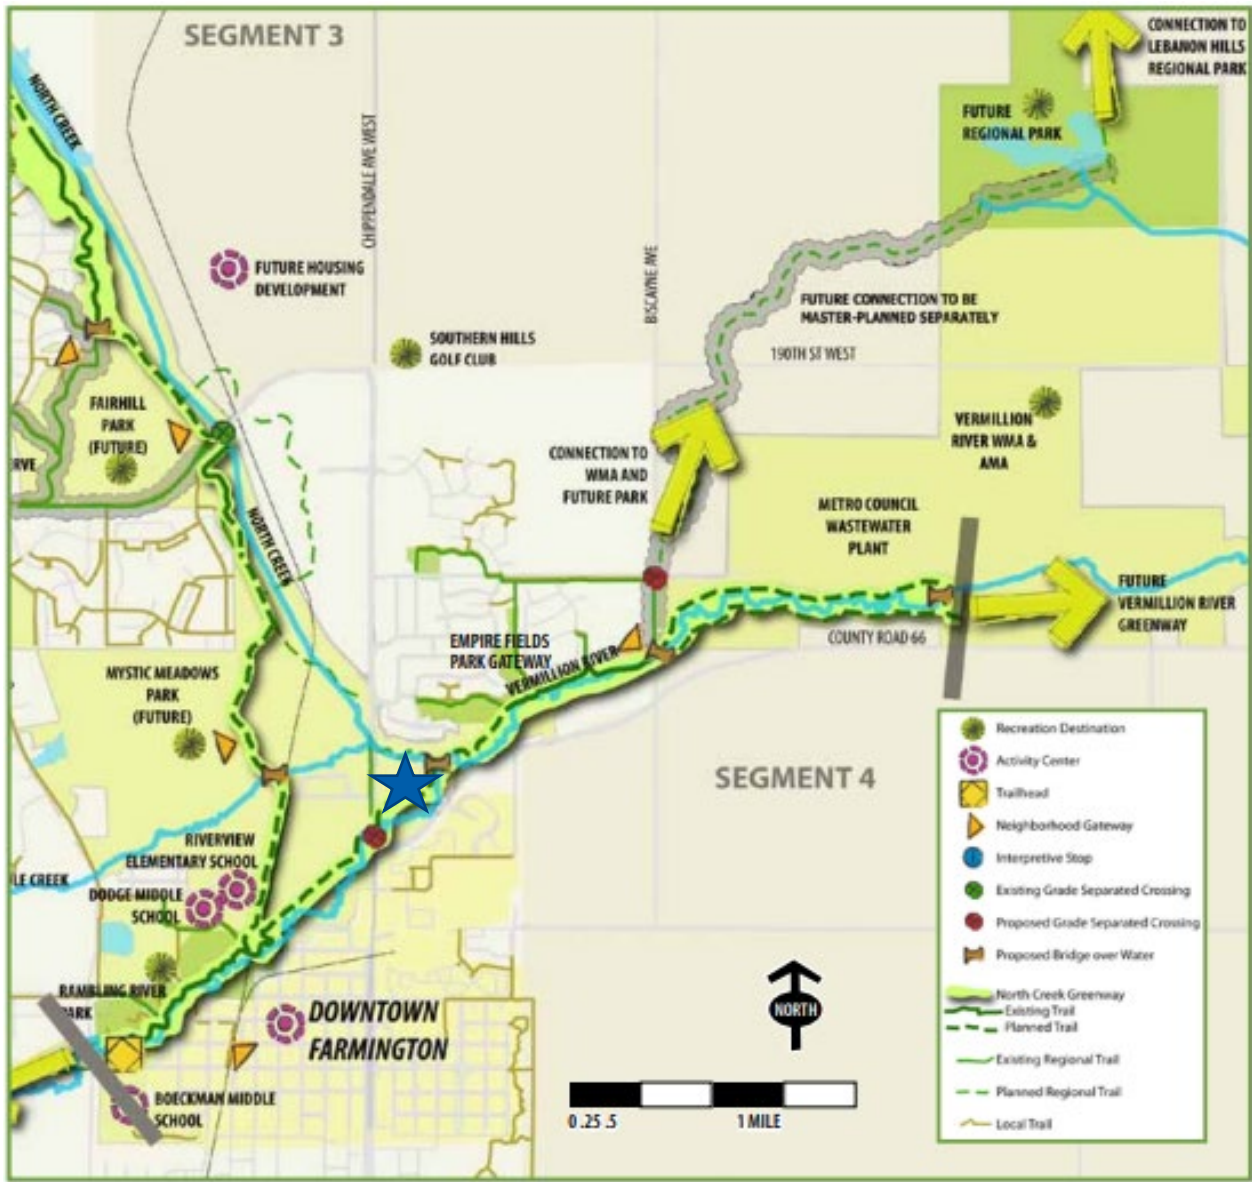 SEGMENT 3
CONNECTION TO
LEBANON HILLS
REGIONAL PARK
NORTH CREEK
FUTURE
REGIONAL PARK
CHIPPENDALE AVE WEST
BISCAYNE AVE
FUTURE HOUSING
DEVELOPMENT
FUTURE CONNECTION TO BE
MASTER-PLANNED SEPARATELY
SOUTHERN HILLS
GOLF CLUB
190TH ST WEST
FAIRHILL
PARK
(FUTURE)
RVE
VERMILLION
RIVER WMA &
AMA
CONNECTION TO
WMA AND
FUTURE PARK
METRO COUNCIL
WASTEWATER
PLANT
NORTH CREEK
FUTURE
VERMILLION RIVER
GREENWAY
EMPIRE FIELDS
PARK GATEWAY
VERMILLION RIVER
COUNTY ROAD 66
MYSTIC MEADOWS
PARK
(FUTURE)
SEGMENT 4
RIVERVIEW
ELEMENTARY SCHOOL
LE CREEK
DODGE MIDDLE
SCHOOL
RAMBLING RIVER
PARK
DOWNTOWN
FARMINGTON
BOECKMAN MIDDLE
SCHOOL
NORTH
0 .25 .5 1 MILE
Recreation Destination
Activity Center
Trailhead
Neighborhood Gateway
Interpretive Stop
Existing Grade Separated Crossing
Proposed Grade Separated Crossing
Proposed Bridge over Water
North Creek Greenway
Existing Trail
Planned Trail
Existing Regional Trail
Planned Regional Trail
Local Trail